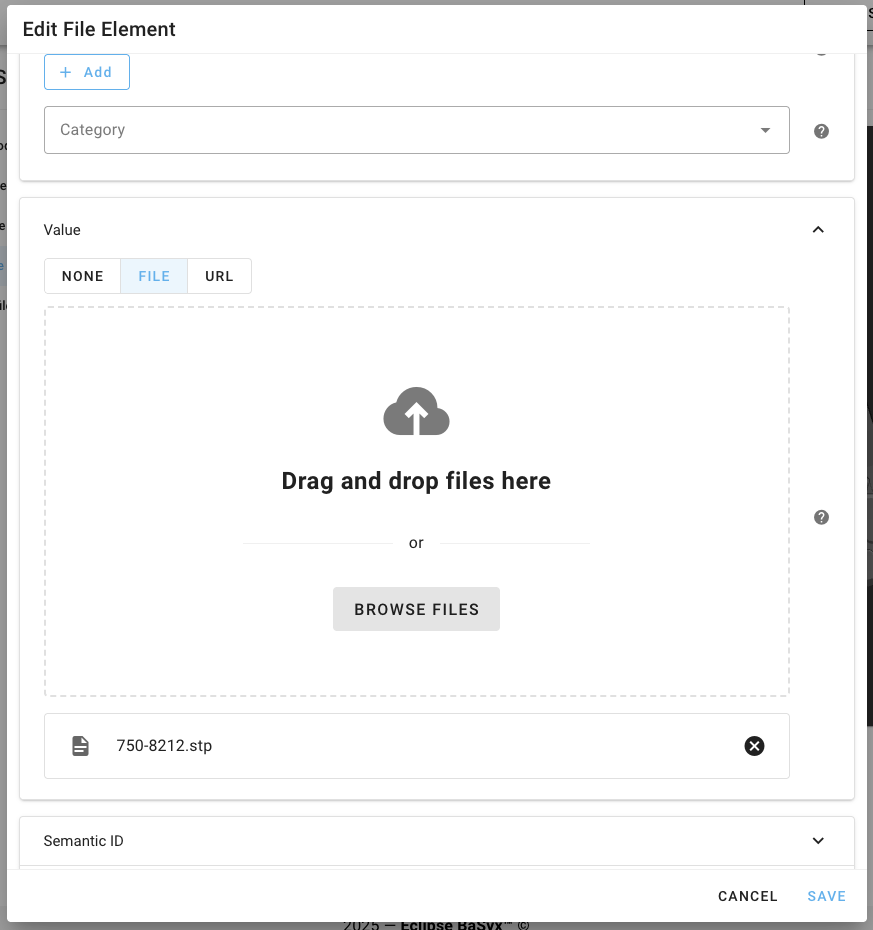 Edit File Element
+ Add
Category
Value
NONE FILE URL
Drag and drop files here
or
BROWSE FILES
750-8212.stp
Semantic ID
CANCEL SAVE
2025 — Eclipse BaSyx™ ©